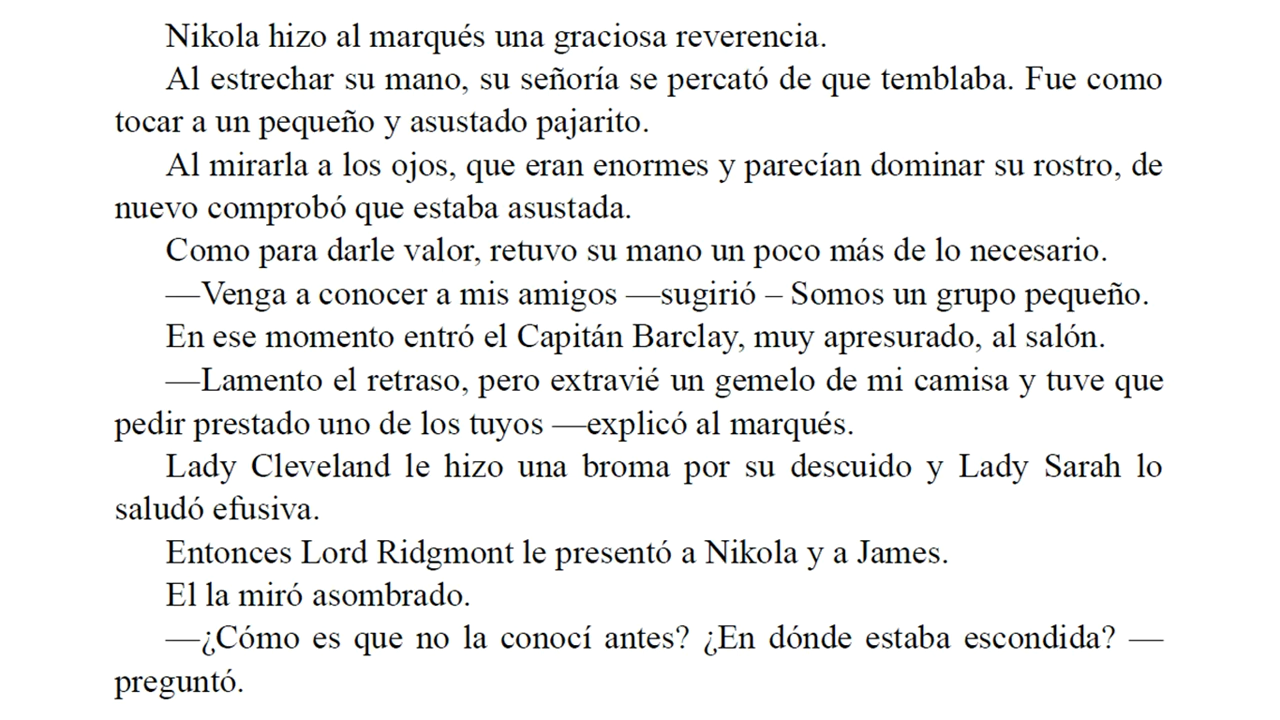 Nikola hizo al marqués una graciosa reverencia.
Al estrechar su mano, su señoría se percató de que temblaba. Fue como
tocar a un pequeño y asustado pajarito.
Al mirarla a los ojos, que eran enormes y parecían dominar su rostro, de
nuevo comprobó que estaba asustada.
Como para darle valor, retuvo su mano un poco más de lo necesario.
—Venga a conocer a mis amigos —sugirió – Somos un grupo pequeño.
En ese momento entró el Capitán Barclay, muy apresurado, al salón.
—Lamento el retraso, pero extravié un gemelo de mi camisa y tuve que
pedir prestado uno de los tuyos —explicó al marqués.
Lady Cleveland le hizo una broma por su descuido y Lady Sarah lo
saludó efusiva.
Entonces Lord Ridgmont le presentó a Nikola y a James.
El la miró asombrado.
—¿Cómo es que no la conocí antes? ¿En dónde estaba escondida? —
preguntó.